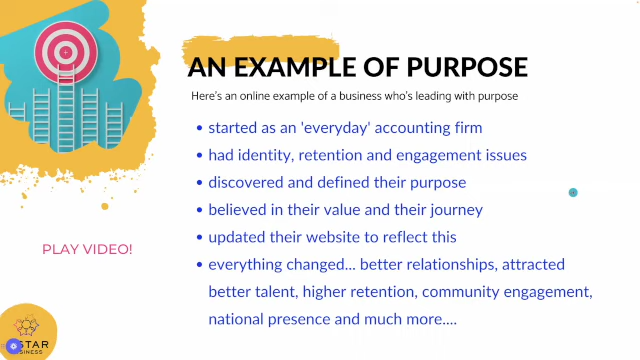 AN EXAMPLE OF PURPOSE
Here's an online example of a business who's leading with purpose
• started as an 'everyday' accounting firm
• had identity, retention and engagement issues
• discovered and defined their purpose
• believed in their value and their journey
• updated their website to reflect this
• everything changed... better relationships, attracted
better talent, higher retention, community engagement,
national presence and much more....
PLAY VIDEO!
STAR